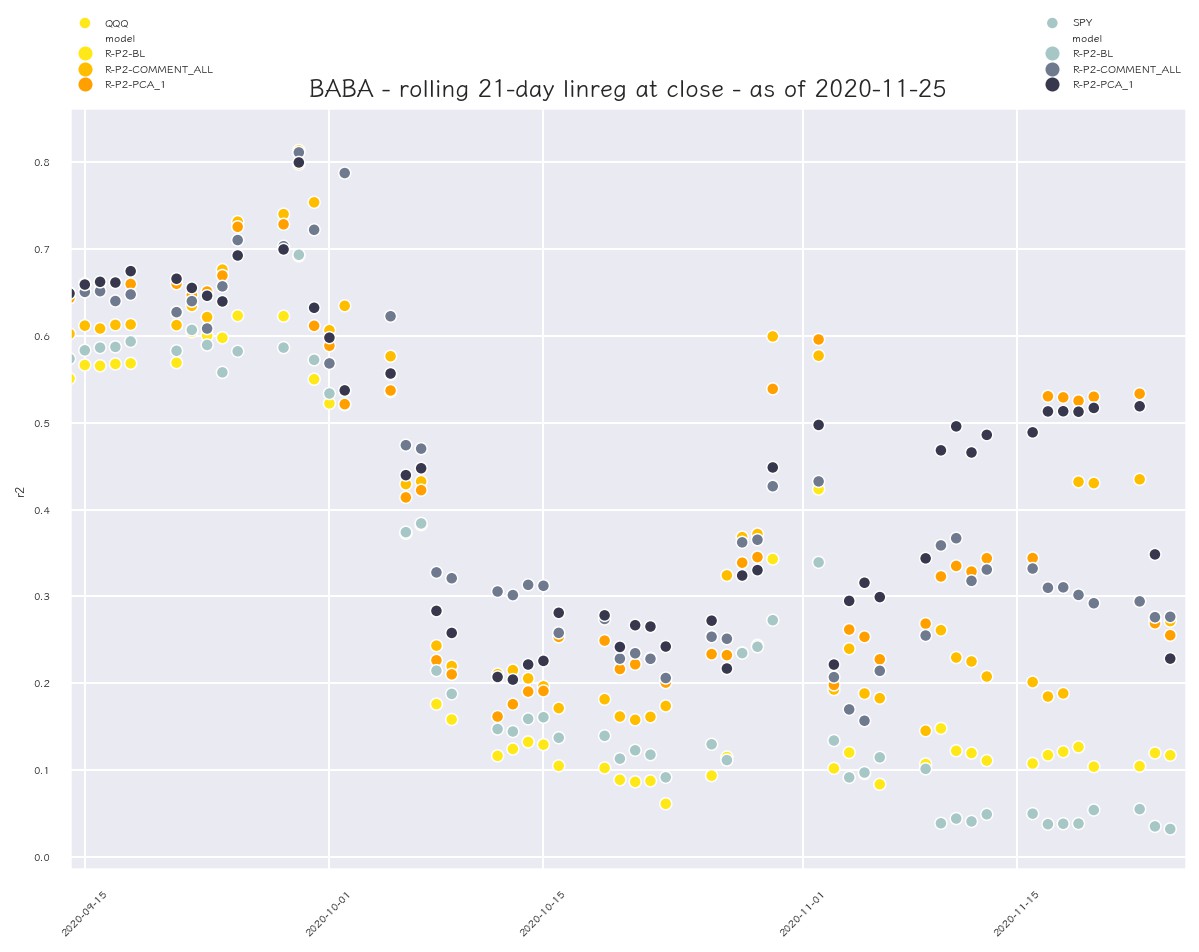 QQQ
model
R-P2-BL
R-P2-COMMENT_ALL
R-P2-PCA_1
SPY
model
R-P2-BL
R-P2-COMMENT_ALL
R-P2-PCA_1
BABA - rolling 21-day linreg at close - as of 2020-11-25
0.8
0.7
0.6
0.5
0.4
0.3
0.2
0.1
0.0
r2
2020-09-15
2020-10-01
2020-10-15
2020-11-01
2020-11-15